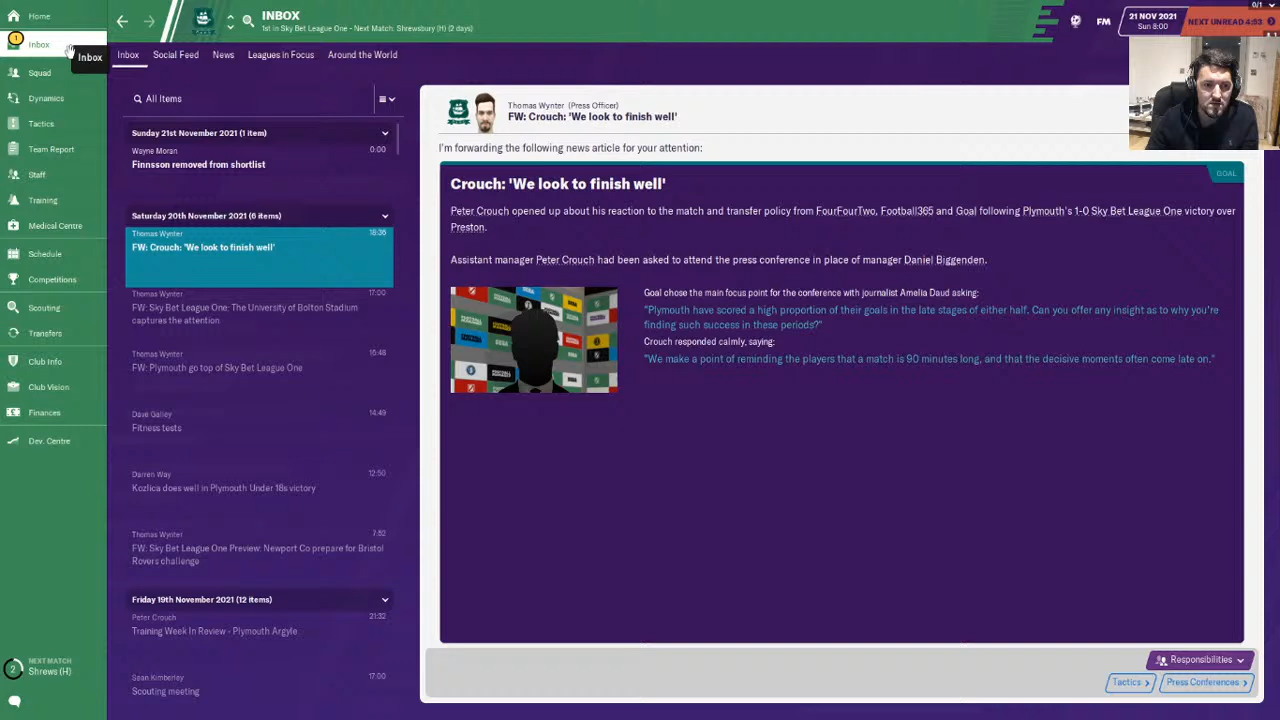 Home
1
Inbox
Inbox
Squad
Dynamics
Tactics
Team Report
Staff
Training
Medical Centre
Schedule
Competitions
Scouting
Transfers
Club Info
Club Vision
Finances
Dev. Centre
2
NEXT MATCH
Shrews (H)
INBOX
1st in Sky Bet League One - Next Match: Shrewsbury (H) (2 days)
FM
21 NOV 2021
Sun 8:00
0/1
NEXT UNREAD
Inbox
Social Feed
News
Leagues in Focus
Around the World
All Items
Sunday 21st November 2021 (1 item)
Wayne Moran
0:00
Finnsson removed from shortlist
Saturday 20th November 2021 (6 items)
Thomas Wynter
18:36
FW: Crouch: 'We look to finish well'
Thomas Wynter
17:00
FW: Sky Bet League One: The University of Bolton Stadium
captures the attention
Thomas Wynter
16:48
FW: Plymouth go top of Sky Bet League One
Dave Galley
14:49
Fitness tests
Darren Way
12:50
Kozlica does well in Plymouth Under 18s victory
Thomas Wynter
7:52
FW: Sky Bet League One Preview: Newport Co prepare for Bristol
Rovers challenge
Friday 19th November 2021 (12 items)
Peter Crouch
21:32
Training Week In Review - Plymouth Argyle
Sean Kimberley
17:00
Scouting meeting
Thomas Wynter (Press Officer)
FW: Crouch: 'We look to finish well'
I'm forwarding the following news article for your attention:
GOAL
Crouch: 'We look to finish well'
Peter Crouch opened up about his reaction to the match and transfer policy from FourFourTwo, Football365 and Goal following Plymouth's 1-0 Sky Bet League One victory over
Preston.
Assistant manager Peter Crouch had been asked to attend the press conference in place of manager Daniel Biggenden.
Goal chose the main focus point for the conference with journalist Amelia Daud asking:
"Plymouth have scored a high proportion of their goals in the late stages of either half. Can you offer any insight as to why you're
finding such success in these periods?"
Crouch responded calmly, saying:
"We make a point of reminding the players that a match is 90 minutes long, and that the decisive moments often come late on."
Responsibilities
Tactics
Press Conferences